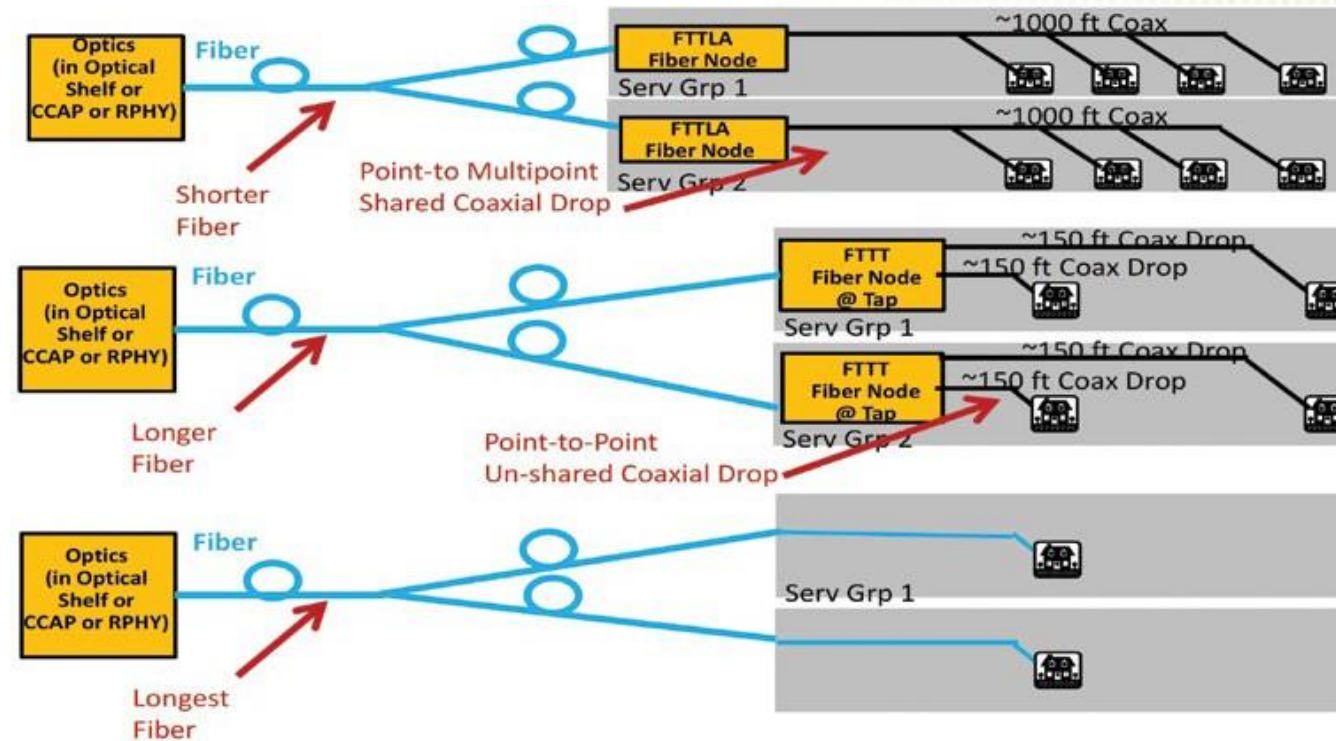 Optics
(in Optical
Shelf or
CCAP or RPHY)
Fiber
Shorter
Fiber
FTTLA
Fiber Node
Serv Grp 1
~1000 ft Coax
FTTLA
Fiber Node
Serv Grp 2
~1000 ft Coax
Point-to Multipoint
Shared Coaxial Drop
Optics
(in Optical
Shelf or
CCAP or RPHY)
Fiber
Longer
Fiber
FTTT
Fiber Node
@ Tap
Serv Grp 1
~150 ft Coax Drop
~150 ft Coax Drop
FTTT
Fiber Node
@ Tap
Serv Grp 2
~150 ft Coax Drop
~150 ft Coax Drop
Point-to-Point
Un-shared Coaxial Drop
Optics
(in Optical
Shelf or
CCAP or RPHY)
Fiber
Longest
Fiber
Serv Grp 1